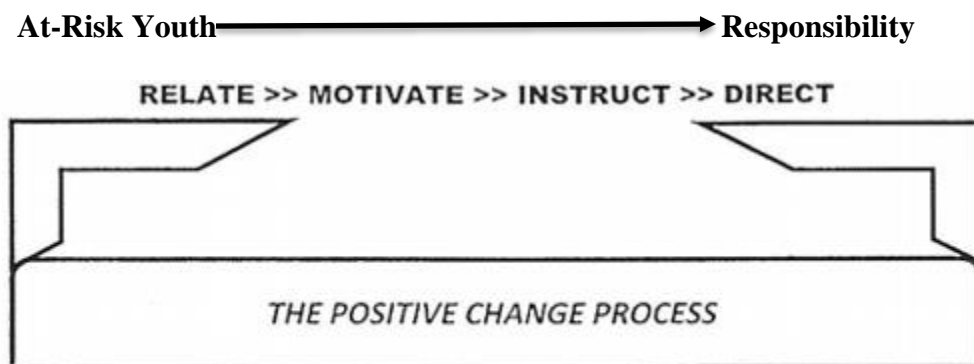 At-Risk Youth Responsibility
RELATE >> MOTIVATE >> INSTRUCT >> DIRECT
THE POSITIVE CHANGE PROCESS